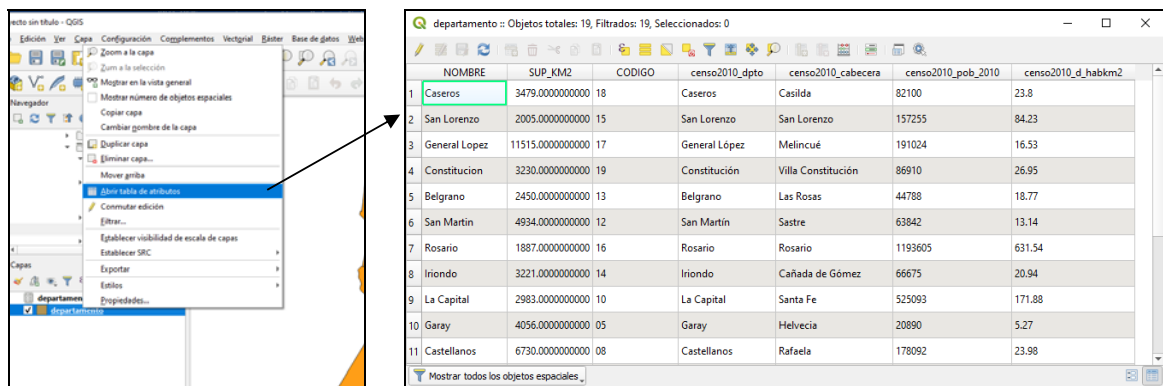 ecto sin título - QGIS
Edición Ver Capa Configuración Complementos Vectorial Ráster Base de datos Web
Zoom a la capa
Zum a la selección
Mostrar en la vista general
Mostrar número de objetos espaciales
Copiar capa
Cambiar nombre de la capa
Duplicar capa
Eliminar capa...
Mover arriba
Abrir tabla de atributos
Conmutar edición
Filtrar...
Establecer visibilidad de escala de capas
Establecer SRC
Exportar
Estilos
Propiedades...
Navegador
Capas
departamen
departamento
departamento :: Objetos totales: 19, Filtrados: 19, Seleccionados: 0
NOMBRE SUP_KM2 CODIGO censo2010_dpto censo2010_cabecera censo2010_pob_2010 censo2010_d_habkm2
1 Caseros 3479.0000000000 18 Caseros Casilda 82100 23.8
2 San Lorenzo 2005.0000000000 15 San Lorenzo San Lorenzo 157255 84.23
3 General Lopez 11515.0000000000 17 General López Melincué 191024 16.53
4 Constitucion 3230.0000000000 19 Constitución Villa Constitución 86910 26.95
5 Belgrano 2450.0000000000 13 Belgrano Las Rosas 44788 18.77
6 San Martin 4934.0000000000 12 San Martín Sastre 63842 13.14
7 Rosario 1887.0000000000 16 Rosario Rosario 1193605 631.54
8 Iriondo 3221.0000000000 14 Iriondo Cañada de Gómez 66675 20.94
9 La Capital 2983.0000000000 10 La Capital Santa Fe 525093 171.88
10 Garay 4056.0000000000 05 Garay Helvecia 20890 5.27
11 Castellanos 6730.0000000000 08 Castellanos Rafaela 178092 23.98
Mostrar todos los objetos espaciales